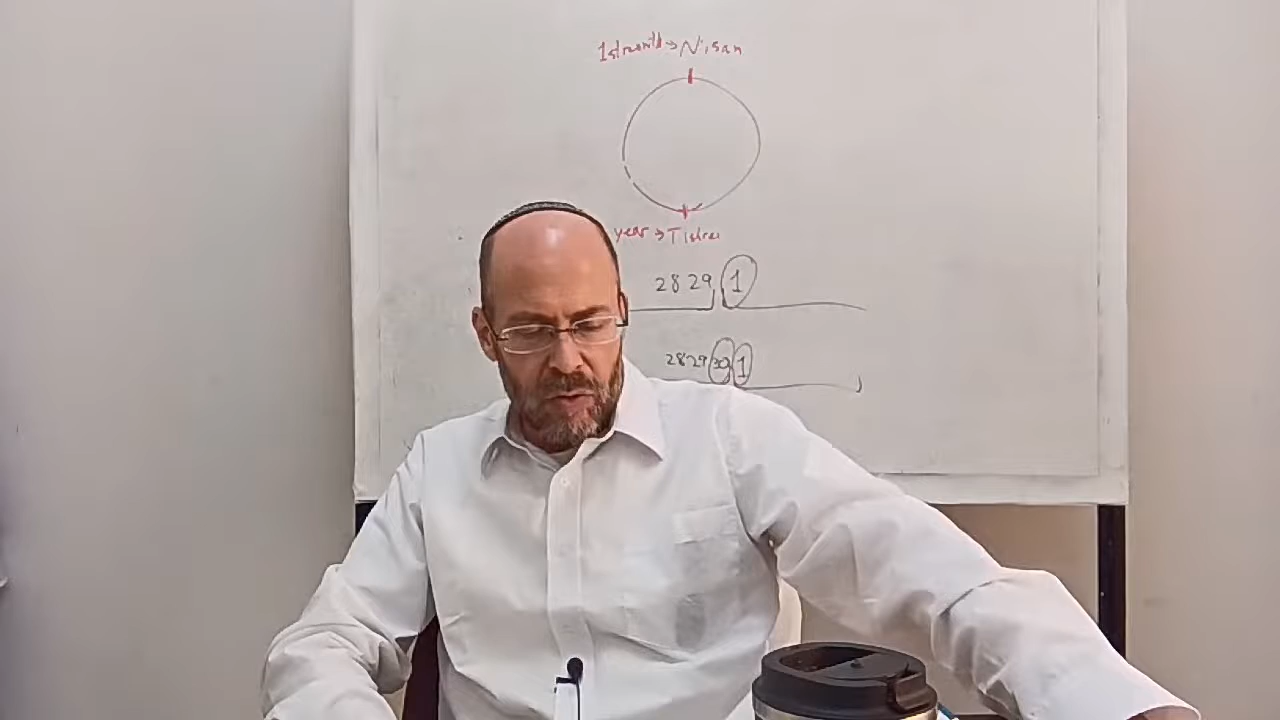 1st month → Nisan
year → Tishrei
28 29 1
28 29 30 1